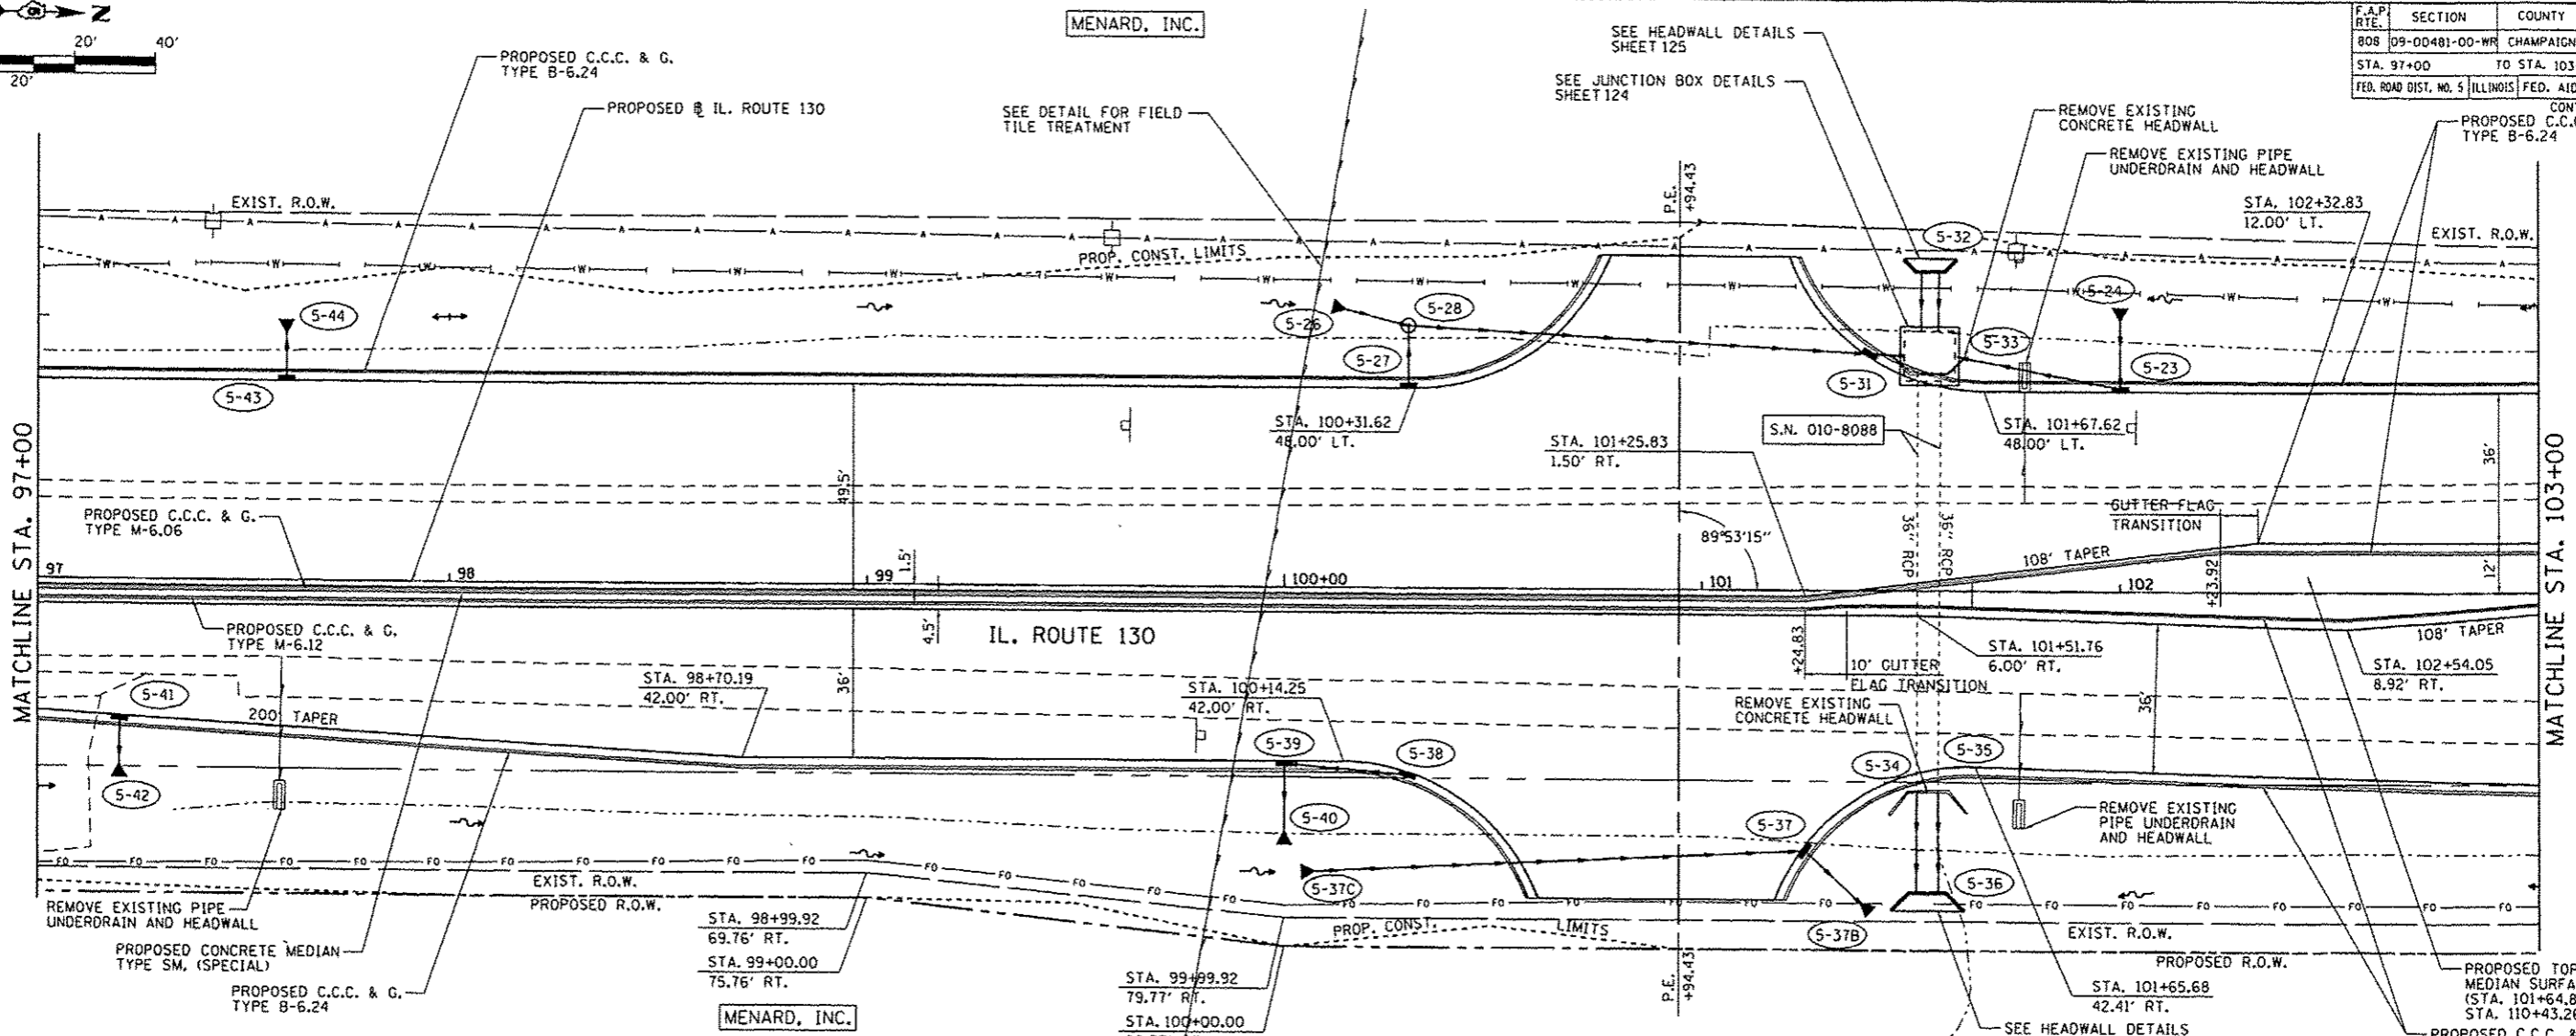 N
20' 40'
20'
MENARD, INC.
F.A.P. RTE. SECTION COUNTY
808 09-00481-00-WR CHAMPAIGN
STA. 97+00 TO STA. 103
FED. ROAD DIST. NO. 5 ILLINOIS FED. AID
CONT
PROPOSED C.C.C. & G.
TYPE B-6.24
PROPOSED ℄ IL. ROUTE 130
SEE DETAIL FOR FIELD
TILE TREATMENT
SEE HEADWALL DETAILS
SHEET 125
SEE JUNCTION BOX DETAILS
SHEET 124
REMOVE EXISTING
CONCRETE HEADWALL
REMOVE EXISTING PIPE
UNDERDRAIN AND HEADWALL
PROPOSED C.C.
TYPE B-6.24
P.E.
+94.43
STA. 102+32.83
12.00' LT.
EXIST. R.O.W.
EXIST. R.O.W.
PROP. CONST. LIMITS
5-32
5-24
5-44
5-26
5-28
5-33
5-27
5-31
5-23
5-43
STA. 100+31.62
48.00' LT.
S.N. 010-8088
STA. 101+67.62
48.00' LT.
STA. 101+25.83
1.50' RT.
MATCHLINE STA. 97+00
MATCHLINE STA. 103+00
49.5'
36'
PROPOSED C.C.C. & G.
TYPE M-6.06
GUTTER FLAG
TRANSITION
89°53'15"
36" RCP
36" RCP
108' TAPER
+23.92
12'
97
98
99
1.5'
100+00
101
102
PROPOSED C.C.C. & G.
TYPE M-6.12
4.5'
IL. ROUTE 130
+24.83
10' GUTTER
FLAG TRANSITION
STA. 101+51.76
6.00' RT.
108' TAPER
STA. 102+54.05
8.92' RT.
5-41
200' TAPER
STA. 98+70.19
42.00' RT.
36'
STA. 100+14.25
42.00' RT.
REMOVE EXISTING
CONCRETE HEADWALL
36'
5-39
5-38
5-34
5-35
5-42
5-40
5-37
REMOVE EXISTING
PIPE UNDERDRAIN
AND HEADWALL
EXIST. R.O.W.
PROPOSED R.O.W.
5-37C
5-36
REMOVE EXISTING PIPE
UNDERDRAIN AND HEADWALL
STA. 98+99.92
69.76' RT.
PROP. CONST. LIMITS
5-37B
EXIST. R.O.W.
PROPOSED CONCRETE MEDIAN
TYPE SM, (SPECIAL)
STA. 99+00.00
75.76' RT.
PROPOSED R.O.W.
PROPOSED C.C.C. & G.
TYPE B-6.24
STA. 99+99.92
79.77' RT.
P.E.
+94.43
STA. 101+65.68
42.41' RT.
PROPOSED TOP
MEDIAN SURFA
(STA. 101+64.8
STA. 110+43.2
MENARD, INC.
STA. 100+00.00
SEE HEADWALL DETAILS
PROPOSED C.C.C. &